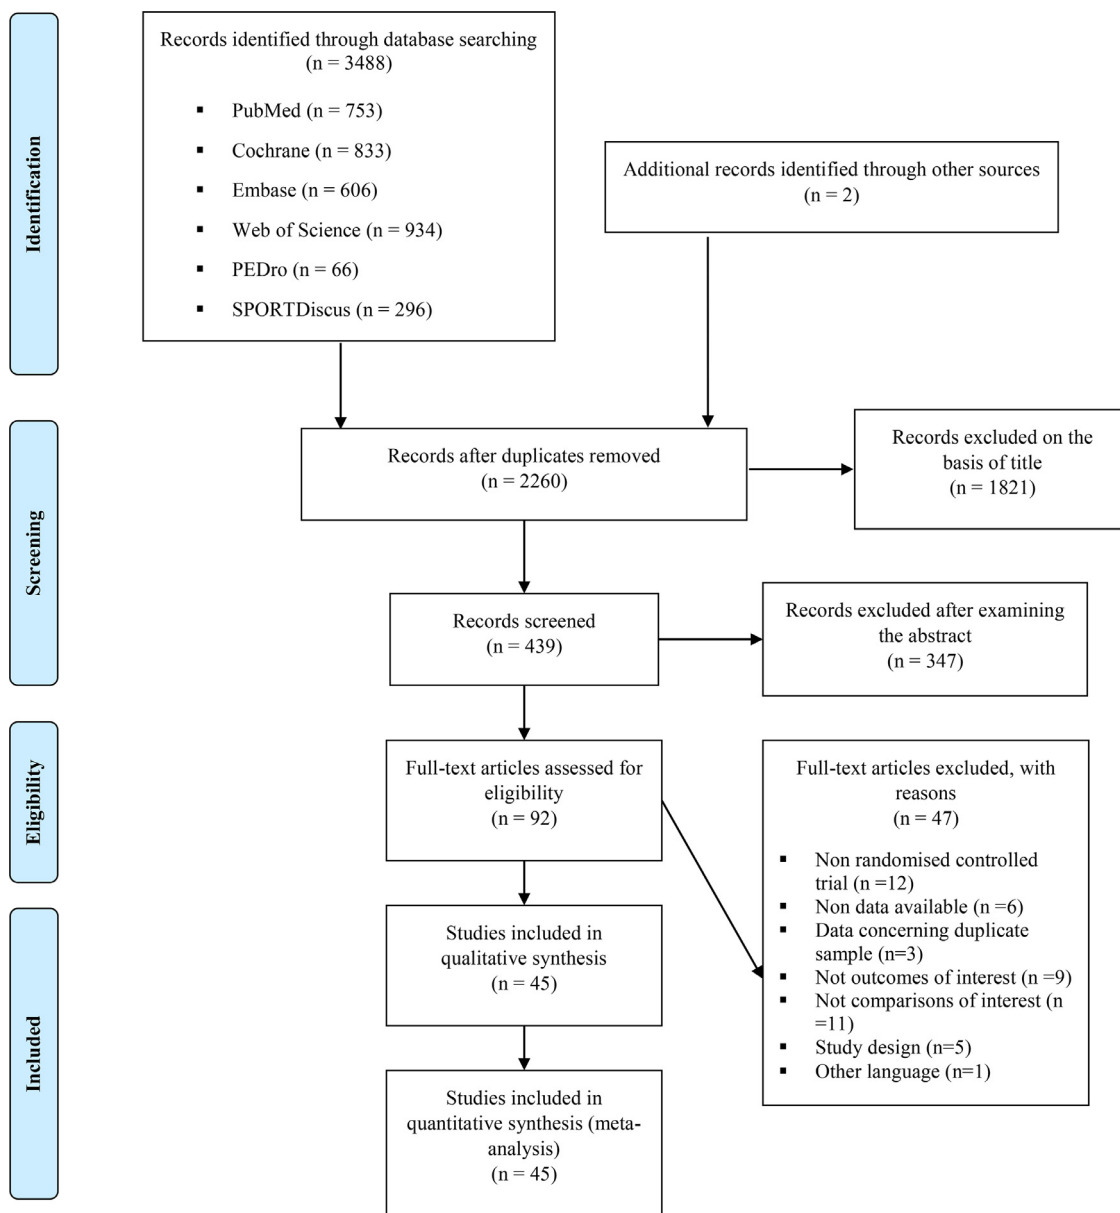 Identification
Records identified through database searching
(n = 3488)
▪ PubMed (n = 753)
▪ Cochrane (n = 833)
▪ Embase (n = 606)
▪ Web of Science (n = 934)
▪ PEDro (n = 66)
▪ SPORTDiscus (n = 296)
Additional records identified through other sources
(n = 2)
Screening
Records after duplicates removed
(n = 2260)
Records excluded on the
basis of title
(n = 1821)
Records screened
(n = 439)
Records excluded after examining
the abstract
(n = 347)
Eligibility
Full-text articles assessed for
eligibility
(n = 92)
Full-text articles excluded, with
reasons
(n = 47)
▪ Non randomised controlled
trial (n =12)
▪ Non data available (n =6)
▪ Data concerning duplicate
sample (n=3)
▪ Not outcomes of interest (n =9)
▪ Not comparisons of interest (n
=11)
▪ Study design (n=5)
▪ Other language (n=1)
Included
Studies included in
qualitative synthesis
(n = 45)
Studies included in
quantitative synthesis (meta-
analysis)
(n = 45)